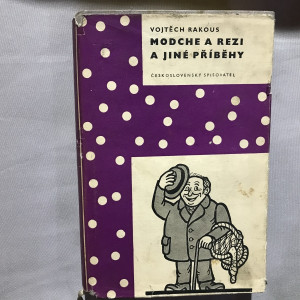 VOJTĚCH RAKOUS
MODCHE A REZI
A JINÉ PŘÍBĚHY
ČESKOSLOVENSKÝ SPISOVATEL